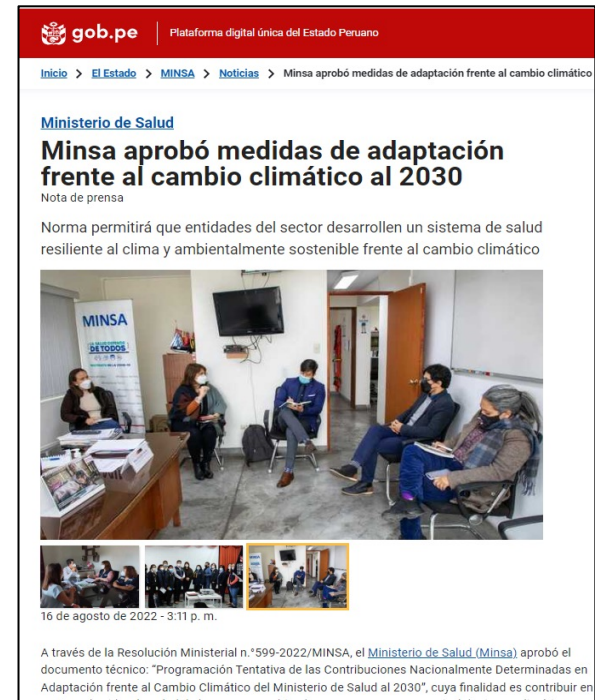 gob.pe Plataforma digital única del Estado Peruano
Inicio > El Estado > MINSA > Noticias > Minsa aprobó medidas de adaptación frente al cambio climático
Ministerio de Salud
Minsa aprobó medidas de adaptación
frente al cambio climático al 2030
Nota de prensa
Norma permitirá que entidades del sector desarrollen un sistema de salud
resiliente al clima y ambientalmente sostenible frente al cambio climático
MINSA
DE TODOS
16 de agosto de 2022 - 3:11 p. m.
A través de la Resolución Ministerial n.°599-2022/MINSA, el Ministerio de Salud (Minsa) aprobó el
documento técnico: “Programación Tentativa de las Contribuciones Nacionalmente Determinadas en
Adaptación frente al Cambio Climático del Ministerio de Salud al 2030”, cuya finalidad es contribuir en